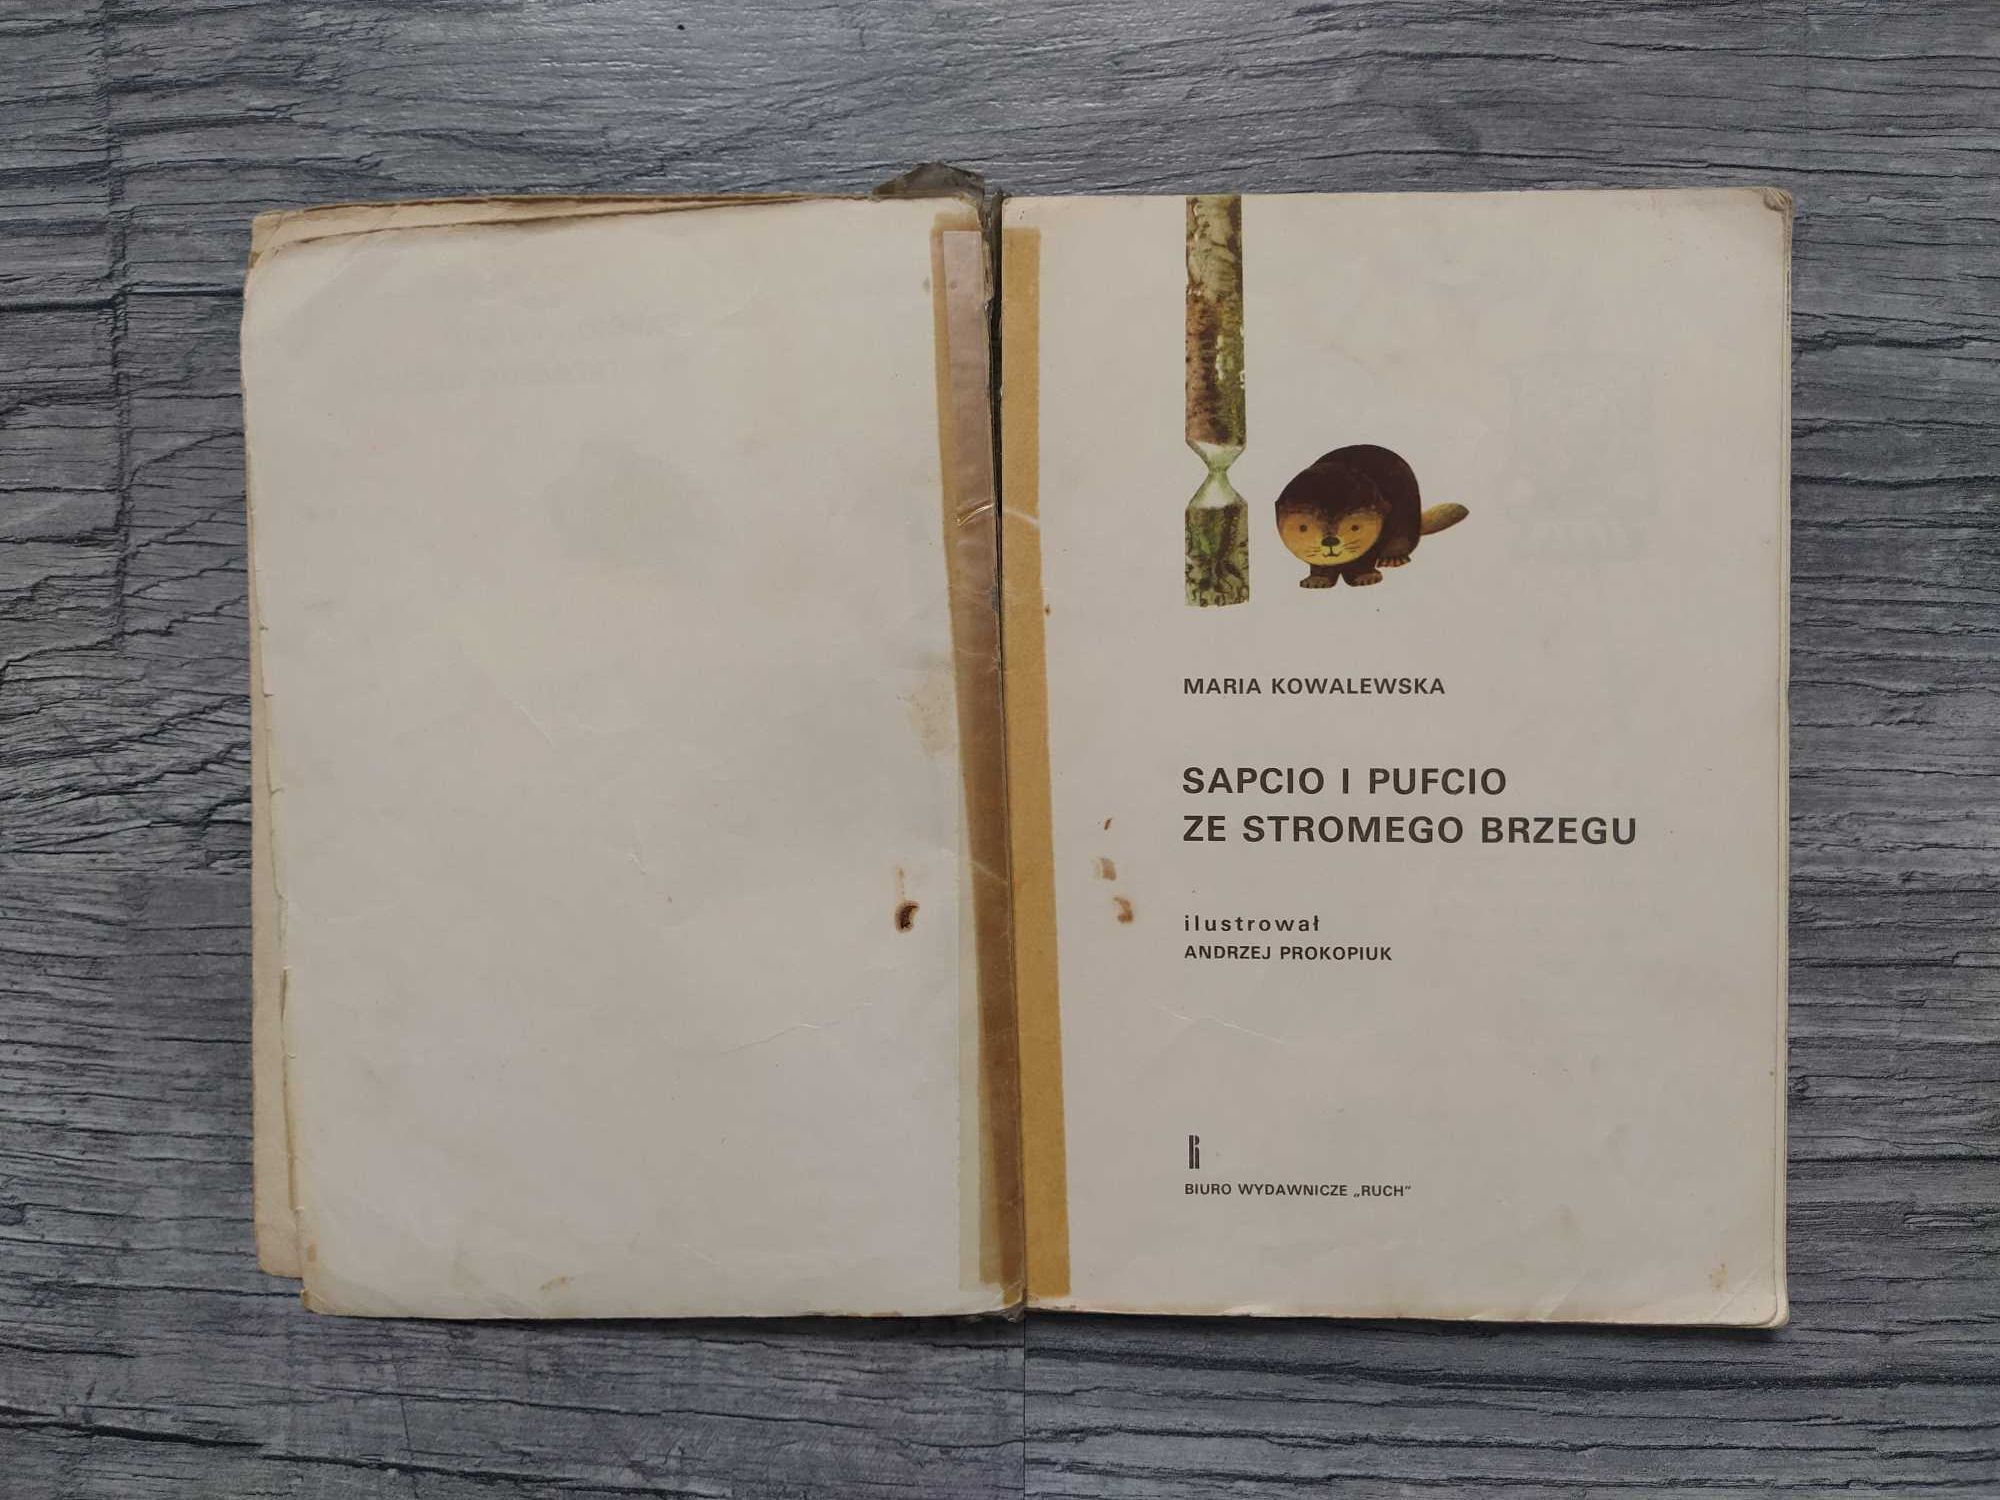 MARIA KOWALEWSKA
SAPCIO I PUFCIO
ZE STROMEGO BRZEGU
ilustrował
ANDRZEJ PROKOPIUK
BIURO WYDAWNICZE „RUCH”